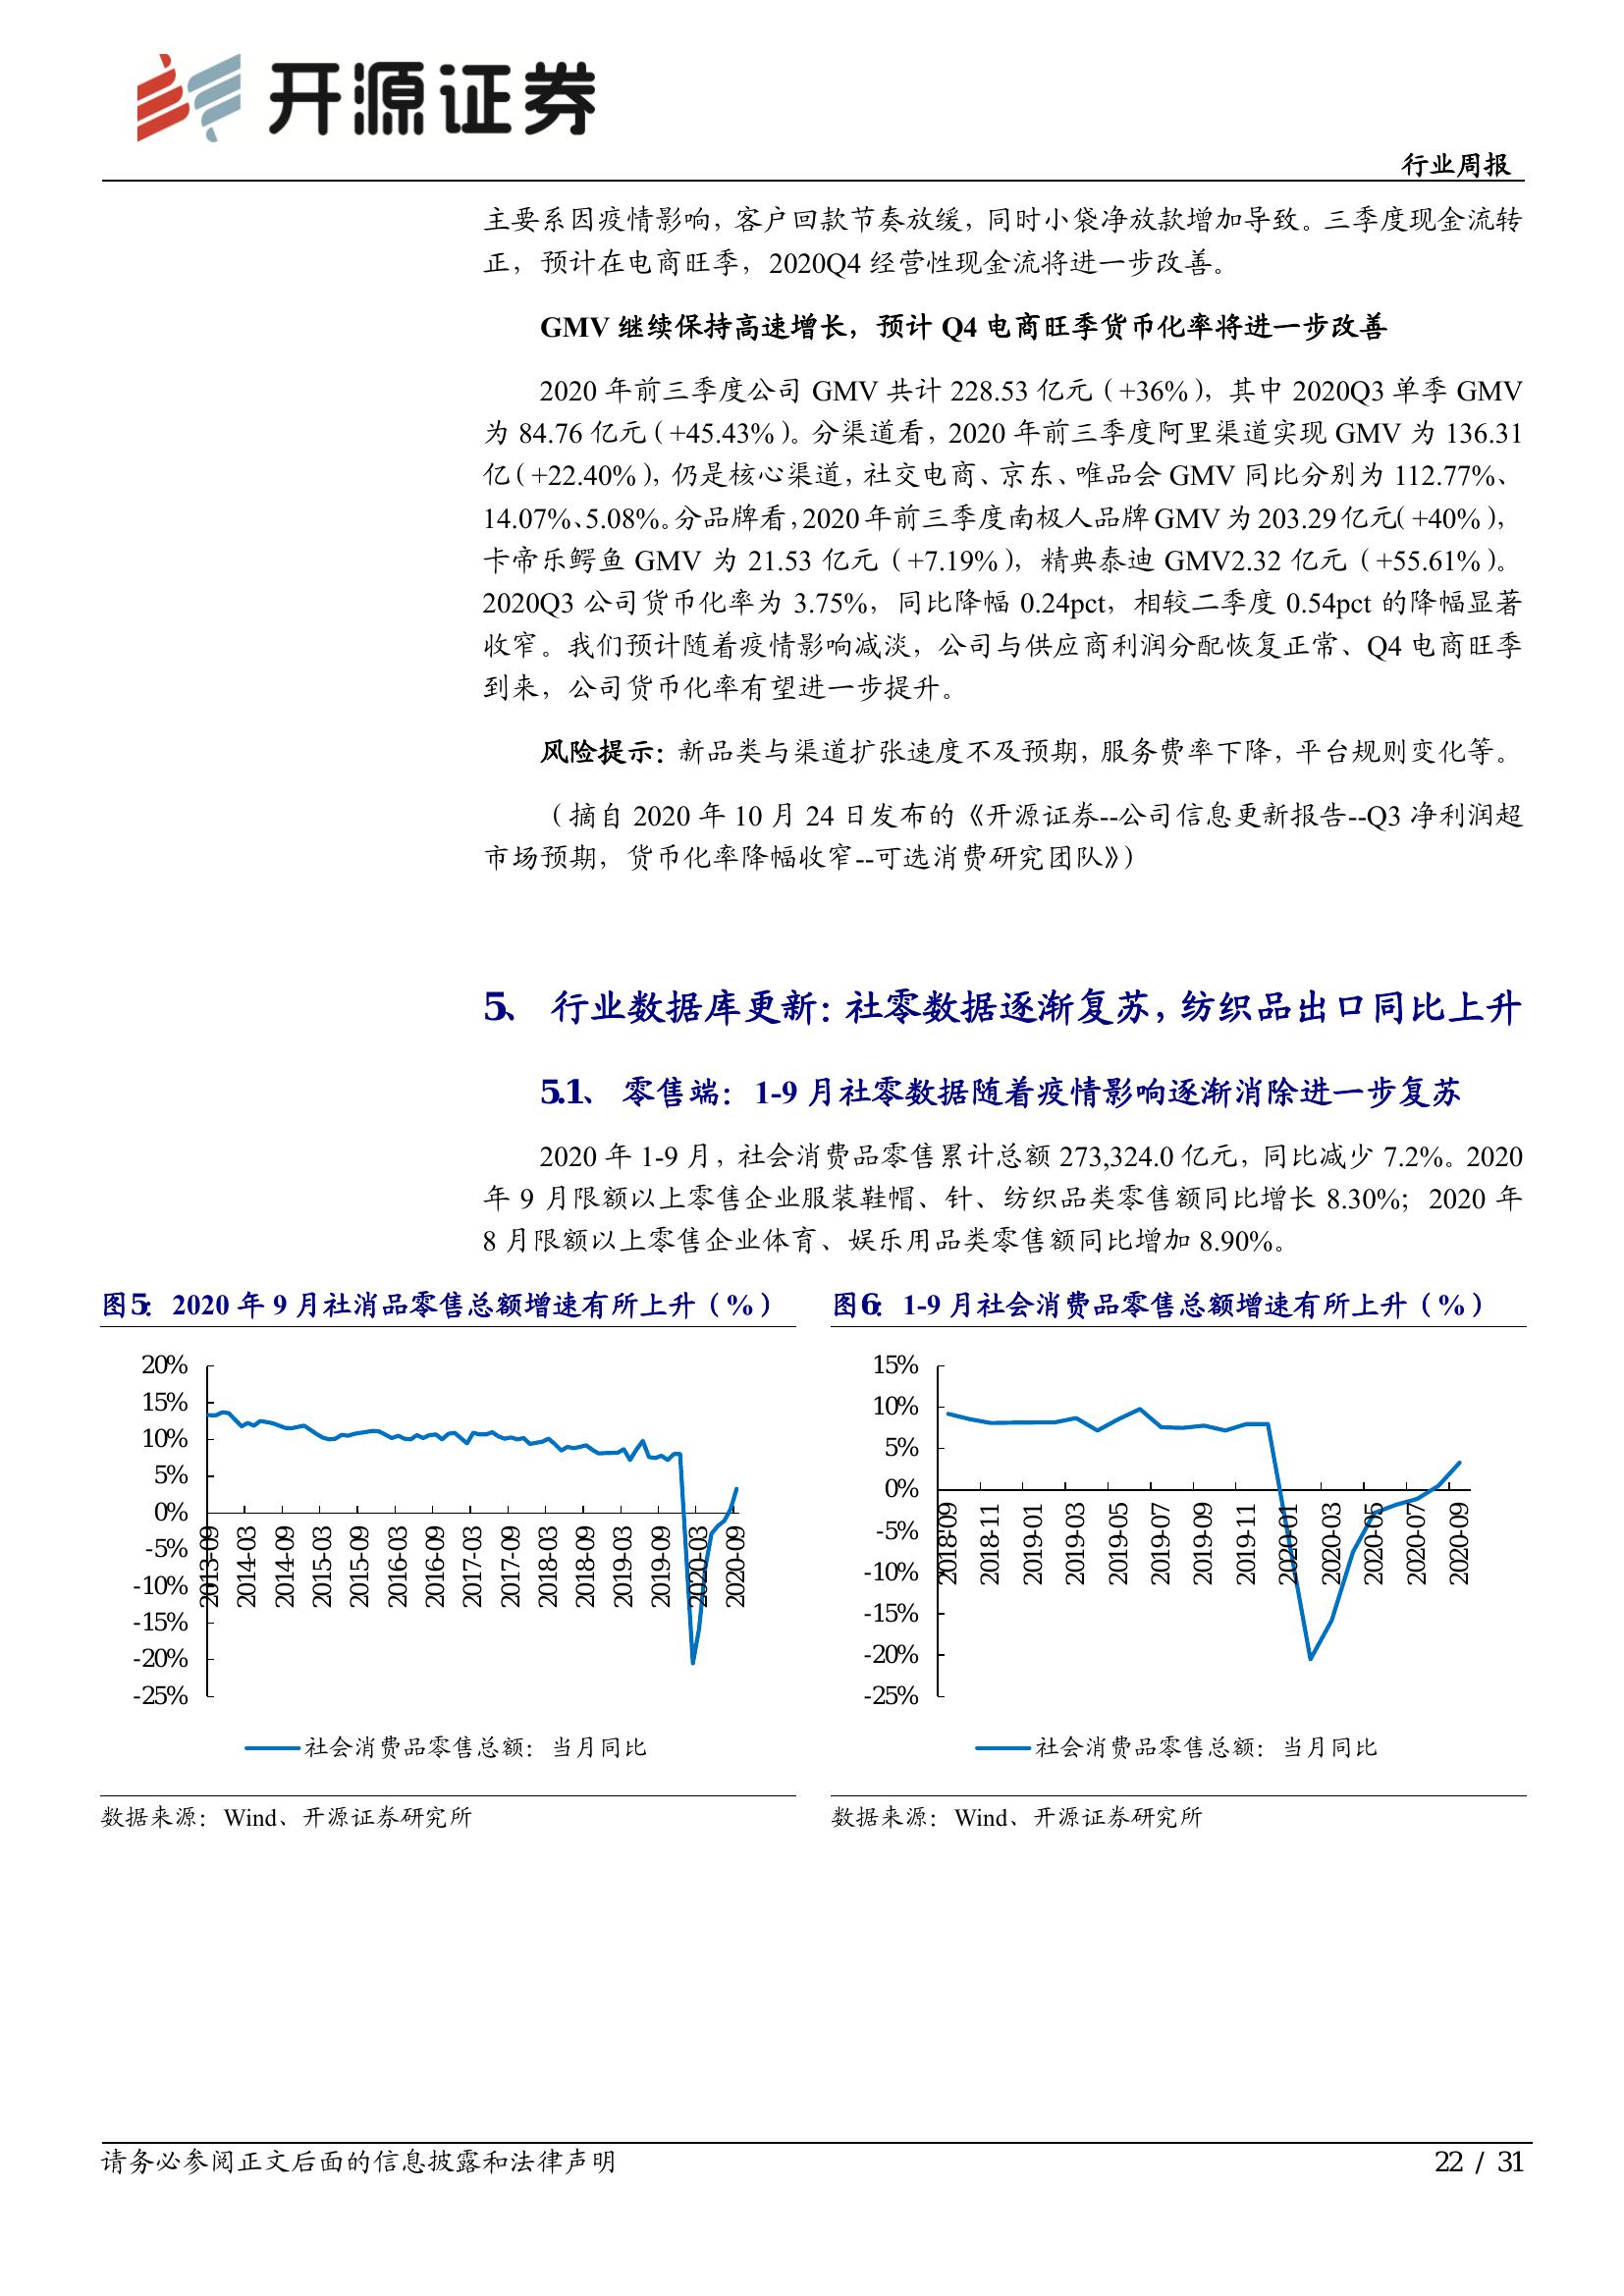 开源证券
行业周报
主要系因疫情影响，客户回款节奏放缓，同时小袋净放款增加导致。三季度现金流转
正，预计在电商旺季，2020Q4 经营性现金流将进一步改善。
GMV 继续保持高速增长，预计 Q4 电商旺季货币化率将进一步改善
2020 年前三季度公司 GMV 共计 228.53 亿元（+36%），其中 2020Q3 单季 GMV
为 84.76 亿元（+45.43%）。分渠道看，2020 年前三季度阿里渠道实现 GMV 为 136.31
亿（+22.40%），仍是核心渠道，社交电商、京东、唯品会 GMV 同比分别为 112.77%、
14.07%、5.08%。分品牌看，2020 年前三季度南极人品牌 GMV 为 203.29 亿元（+40%），
卡帝乐鳄鱼 GMV 为 21.53 亿元（+7.19%），精典泰迪 GMV2.32 亿元（+55.61%）。
2020Q3 公司货币化率为 3.75%，同比降幅 0.24pct，相较二季度 0.54pct 的降幅显著
收窄。我们预计随着疫情影响减淡，公司与供应商利润分配恢复正常、Q4 电商旺季
到来，公司货币化率有望进一步提升。
风险提示：新品类与渠道扩张速度不及预期，服务费率下降，平台规则变化等。
（摘自 2020 年 10 月 24 日发布的《开源证券--公司信息更新报告--Q3 净利润超
市场预期，货币化率降幅收窄--可选消费研究团队》）
5、 行业数据库更新：社零数据逐渐复苏，纺织品出口同比上升
5.1、 零售端：1-9 月社零数据随着疫情影响逐渐消除进一步复苏
2020 年 1-9 月，社会消费品零售累计总额 273,324.0 亿元，同比减少 7.2%。2020
年 9 月限额以上零售企业服装鞋帽、针、纺织品类零售额同比增长 8.30%；2020 年
8 月限额以上零售企业体育、娱乐用品类零售额同比增加 8.90%。
图5：2020 年 9 月社消品零售总额增速有所上升（%）
20%
15%
10%
5%
0%
-5%
-10%
-15%
-20%
-25%
2013-09
2014-03
2014-09
2015-03
2015-09
2016-03
2016-09
2017-03
2017-09
2018-03
2018-09
2019-03
2019-09
2020-03
2020-09
社会消费品零售总额：当月同比
数据来源：Wind、开源证券研究所
图6：1-9 月社会消费品零售总额增速有所上升（%）
15%
10%
5%
0%
-5%
-10%
-15%
-20%
-25%
2018-09
2018-11
2019-01
2019-03
2019-05
2019-07
2019-09
2019-11
2020-01
2020-03
2020-05
2020-07
2020-09
社会消费品零售总额：当月同比
数据来源：Wind、开源证券研究所
请务必参阅正文后面的信息披露和法律声明
22 / 31